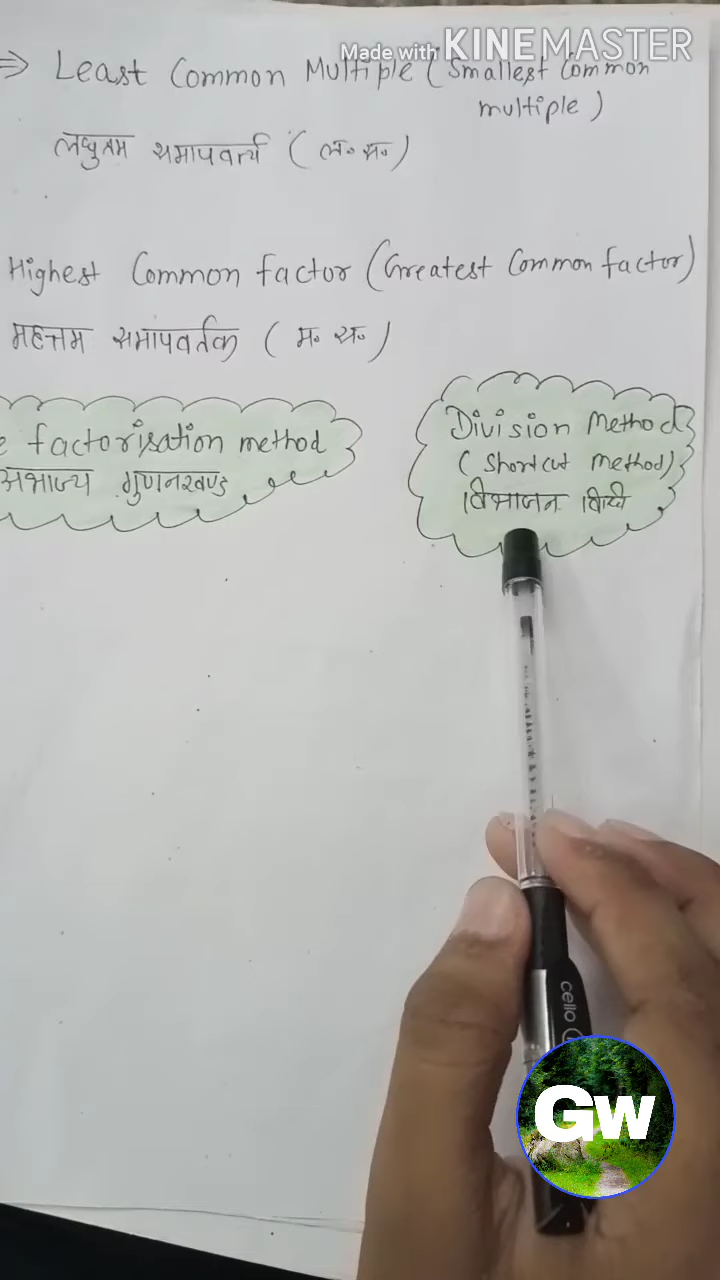 Made with KINEMASTER
⇒ Least Common Multiple (Smallest Common
multiple)
लघुतम समापवर्त्य ( ल॰ स॰ )
Highest Common factor (Greatest Common factor)
महत्तम समापवर्तक ( म॰ स॰ )
e factorisation method
अभाज्य गुणनखण्ड
Division Method
(Shortcut Method)
विभाजन विधि
cello
GW